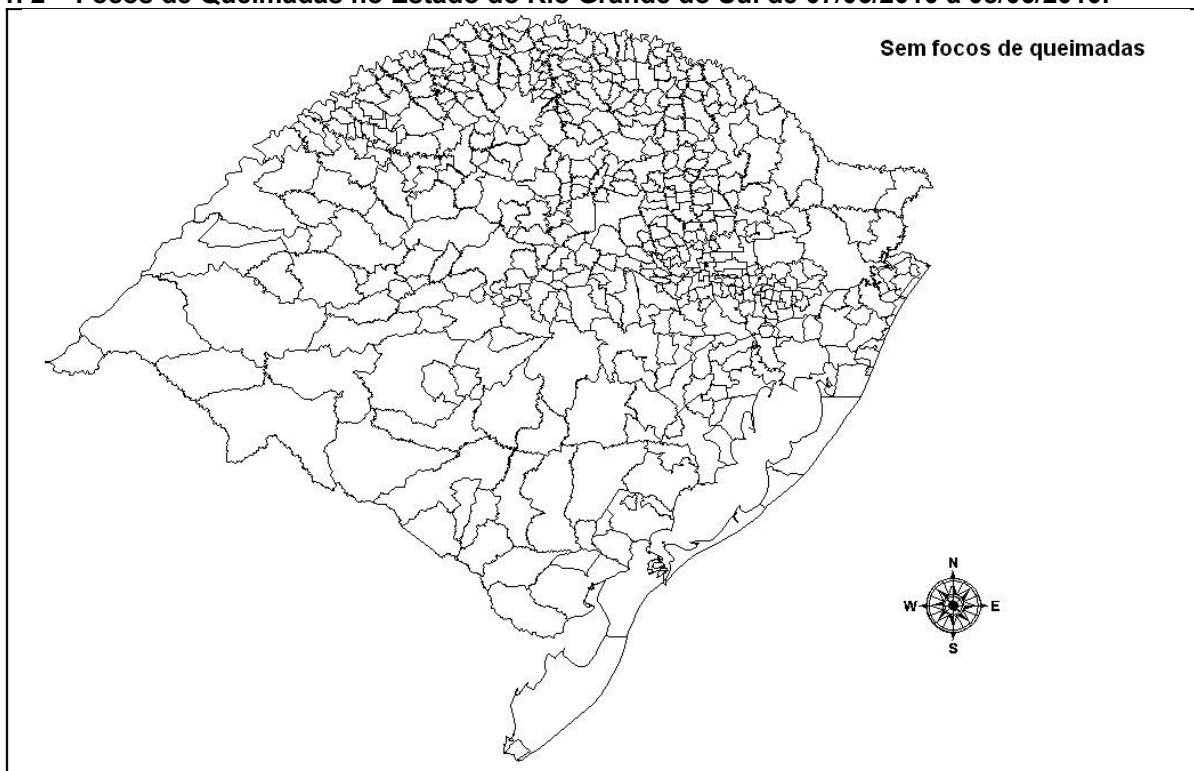 Focos de Queimadas no Estado do Rio Grande do Sul de
Sem focos de queimadas
N
W E
S